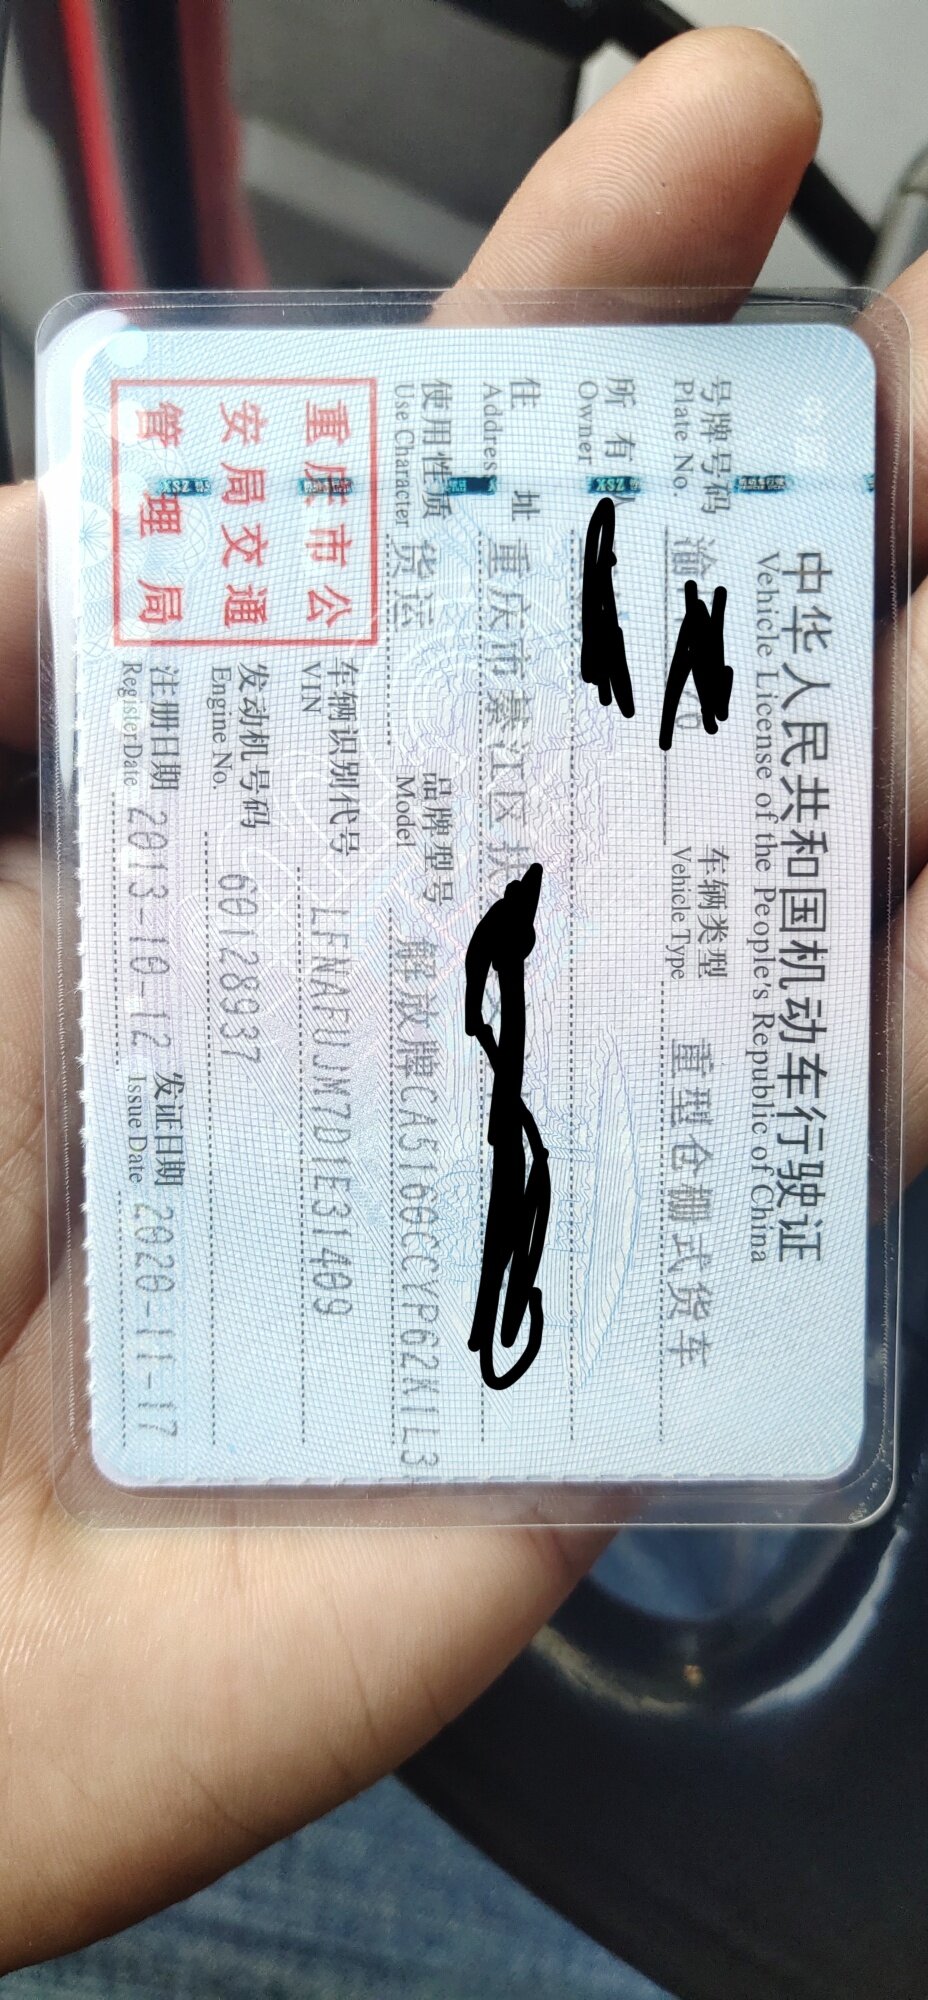 中华人民共和国机动车行驶证
Vehicle License of the People's Republic of China
号牌号码 渝 车辆类型 重型仓栅式货车
Plate No. Vehicle Type
所有人
Owner
住址 重庆市綦江区扶
Address
使用性质 货运 品牌型号 解放牌CA5160CCYP62K1L3
Use Character Model
车辆识别代号 LFNAFUJM7D1E31409
VIN
发动机号码 60128937
Engine No.
注册日期 2013-10-12 发证日期 2020-11-17
Register Date Issue Date
重庆市公
安局交通
管理局